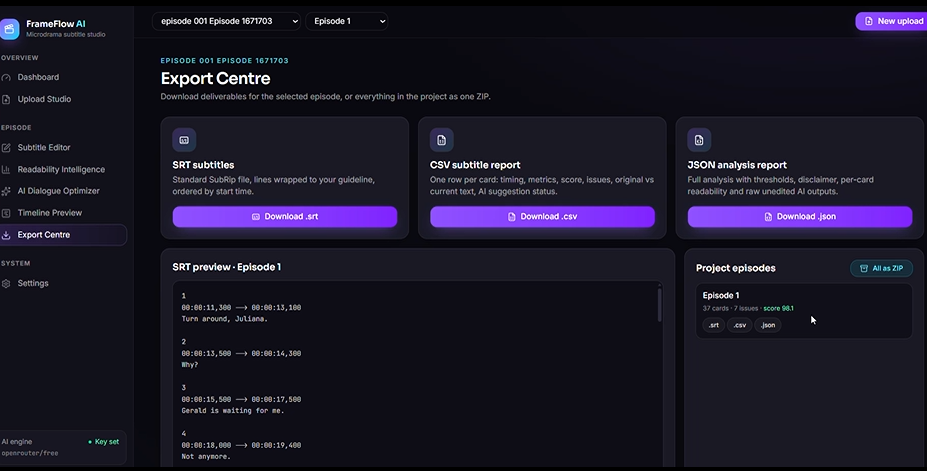 FrameFlow AI
Microdrama subtitle studio
OVERVIEW
Dashboard
Upload Studio
EPISODE
Subtitle Editor
Readability Intelligence
AI Dialogue Optimizer
Timeline Preview
Export Centre
SYSTEM
Settings
AI engine
Key set
openrouter/free
episode 001 Episode 1671703
Episode 1
New upload
EPISODE 001 EPISODE 1671703
Export Centre
Download deliverables for the selected episode, or everything in the project as one ZIP.
SRT subtitles
Standard SubRip file, lines wrapped to your guideline,
ordered by start time.
Download .srt
CSV subtitle report
One row per card: timing, metrics, score, issues, original vs
current text, AI suggestion status.
Download .csv
JSON analysis report
Full analysis with thresholds, disclaimer, per-card
readability and raw unedited AI outputs.
Download .json
SRT preview · Episode 1
1
00:00:11,300 --> 00:00:13,100
Turn around, Juliana.
2
00:00:13,500 --> 00:00:14,300
Why?
3
00:00:15,500 --> 00:00:17,500
Gerald is waiting for me.
4
00:00:18,000 --> 00:00:19,400
Not anymore.
Project episodes
All as ZIP
Episode 1
37 cards · 7 issues · score 98.1
.srt
.csv
.json